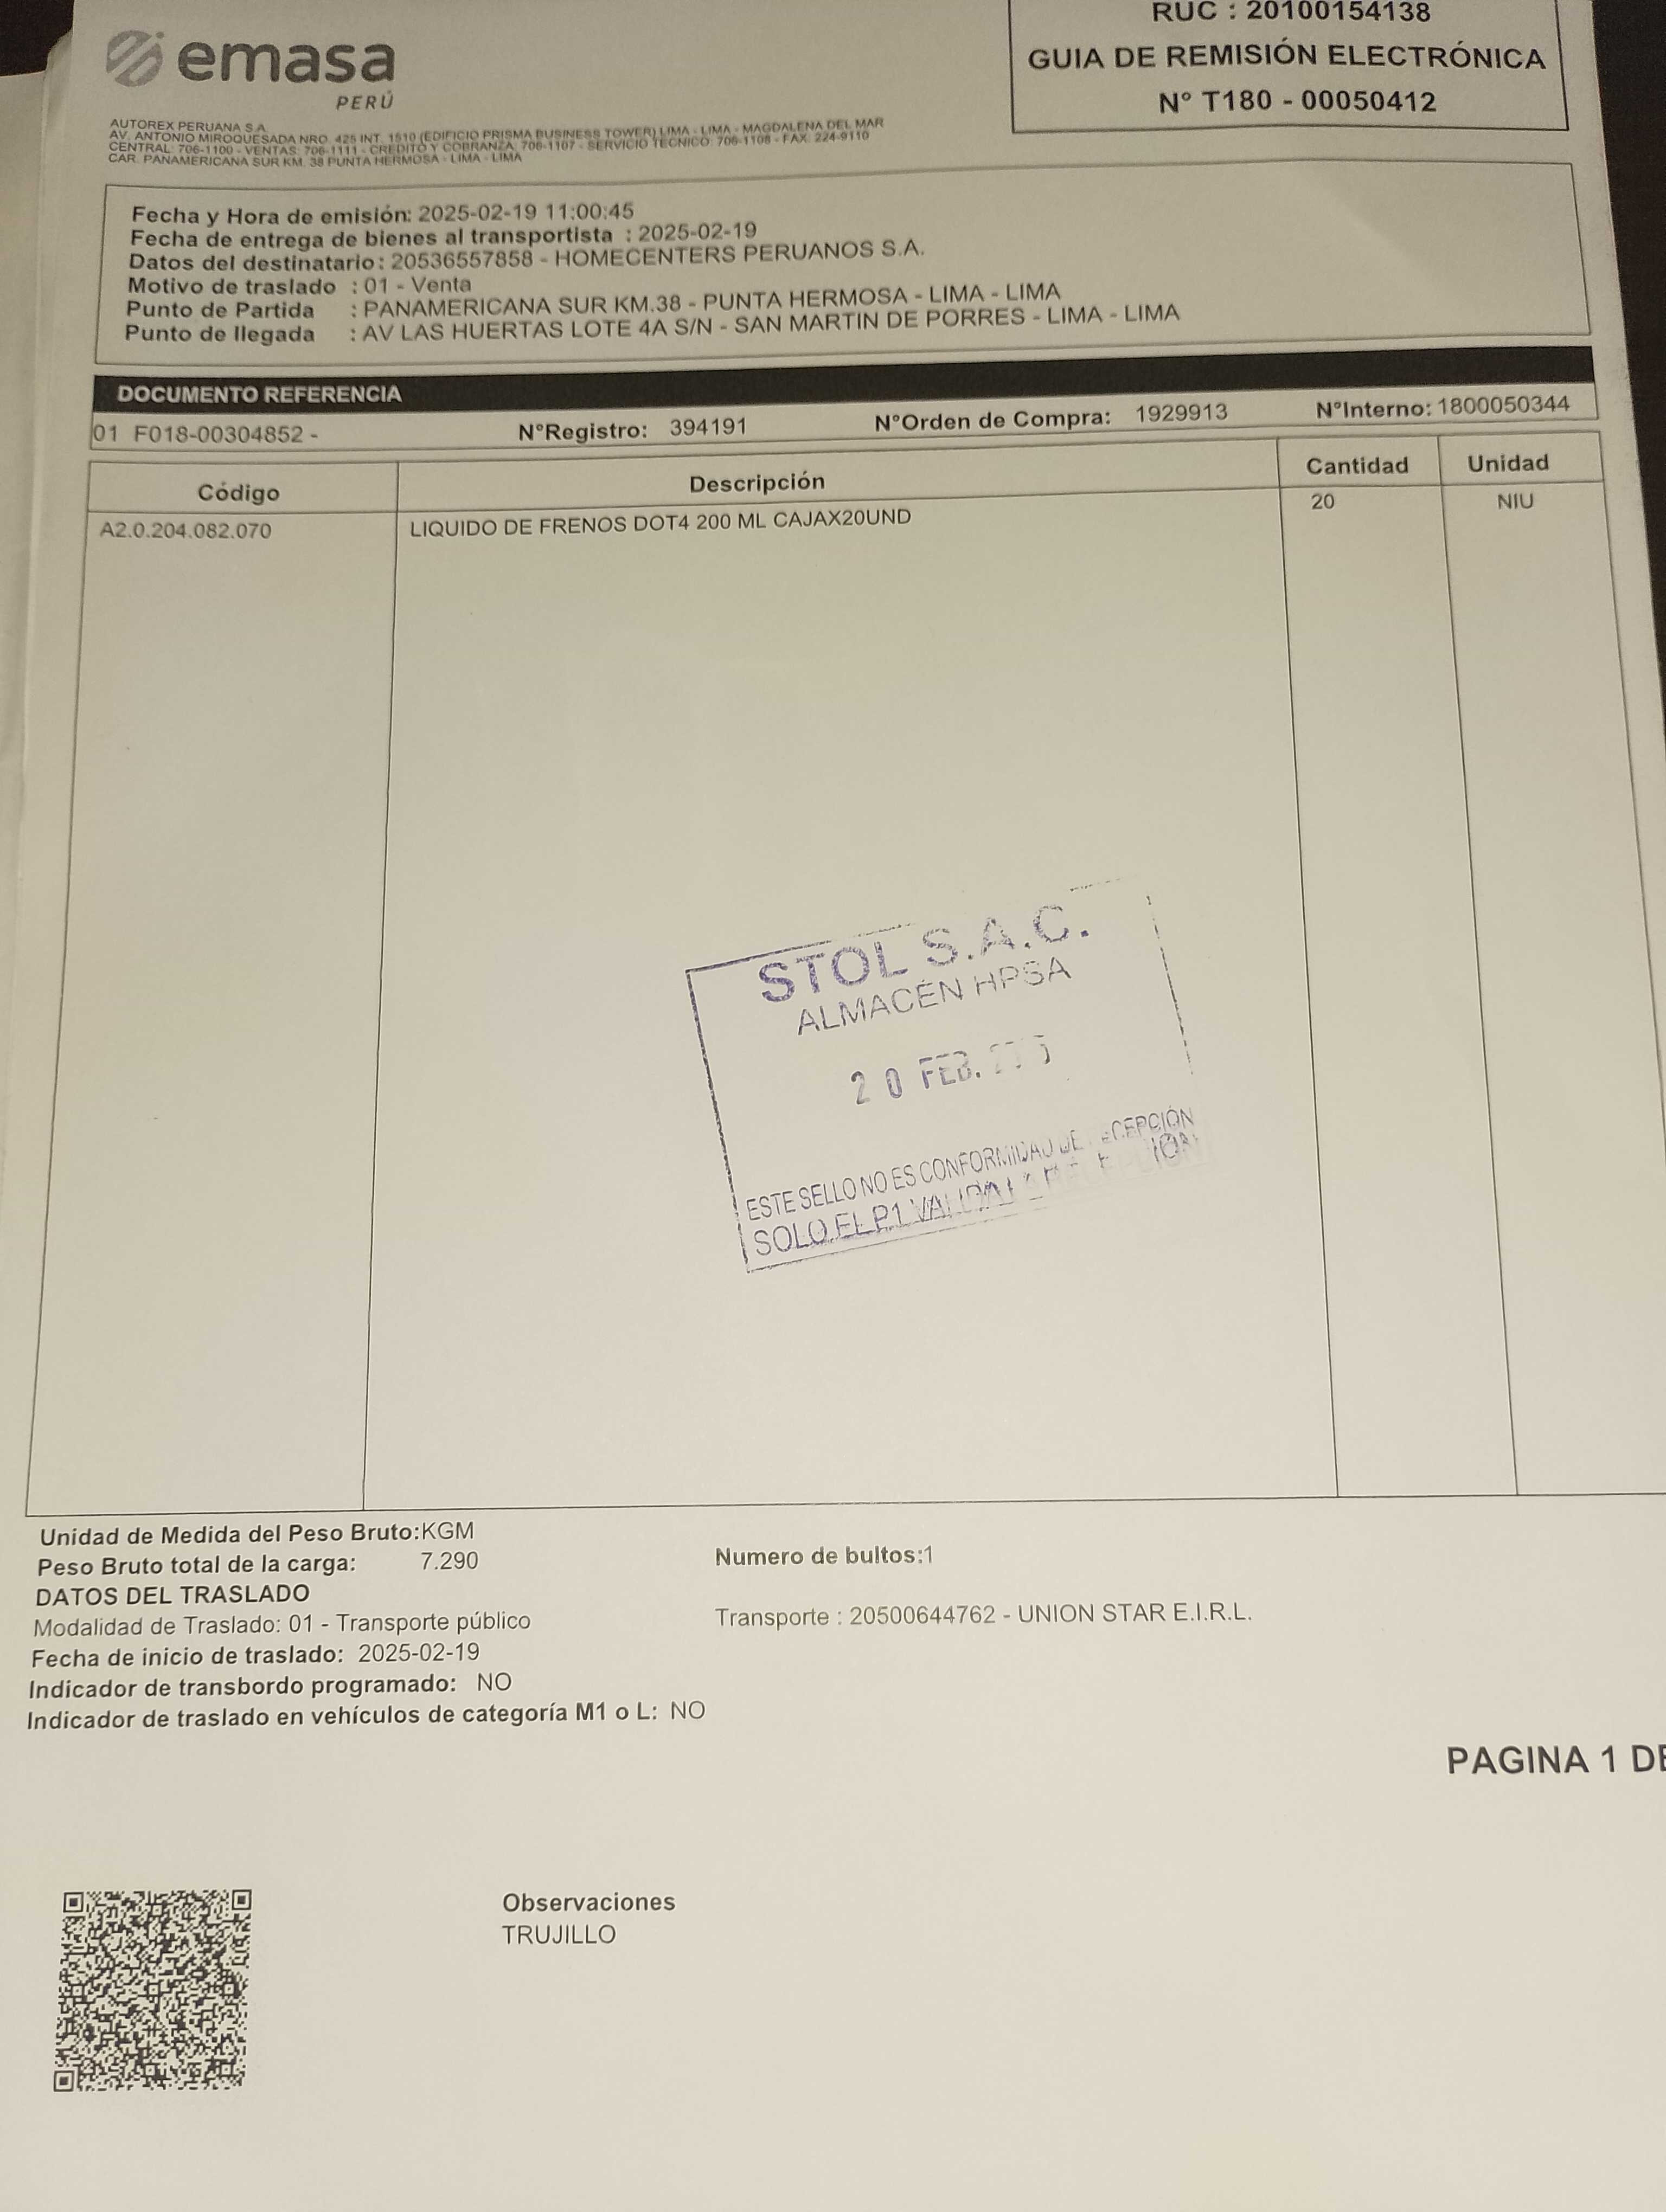 emasa
PERÚ
RUC : 20100154138
GUIA DE REMISIÓN ELECTRÓNICA
N° T180 - 00050412
AUTOREX PERUANA S.A.
AV. ANTONIO MIROQUESADA NRO. 425 INT. 1510 (EDIFICIO PRISMA BUSINESS TOWER) LIMA - LIMA - MAGDALENA DEL MAR
CENTRAL: 706-1100 - VENTAS: 706-1111 - CREDITO Y COBRANZA: 706-1107 - SERVICIO TECNICO: 706-1108 - FAX: 224-9110
CAR. PANAMERICANA SUR KM. 38 PUNTA HERMOSA - LIMA - LIMA
Fecha y Hora de emisión: 2025-02-19 11:00:45
Fecha de entrega de bienes al transportista : 2025-02-19
Datos del destinatario: 20536557858 - HOMECENTERS PERUANOS S.A.
Motivo de traslado : 01 - Venta
Punto de Partida : PANAMERICANA SUR KM.38 - PUNTA HERMOSA - LIMA - LIMA
Punto de llegada : AV LAS HUERTAS LOTE 4A S/N - SAN MARTIN DE PORRES - LIMA - LIMA
DOCUMENTO REFERENCIA
01 F018-00304852 - N°Registro: 394191 N°Orden de Compra: 1929913 N°Interno: 1800050344
Código Descripción Cantidad Unidad
A2.0.204.082.070 LIQUIDO DE FRENOS DOT4 200 ML CAJAX20UND 20 NIU
STOL S.A.C.
ALMACÉN HPSA
20 FEB.
ESTE SELLO NO ES CONFORMIDAD DE RECEPCIÓN
SOLO EL P1 VALIDA
Unidad de Medida del Peso Bruto:KGM
Peso Bruto total de la carga: 7.290 Numero de bultos:1
DATOS DEL TRASLADO
Modalidad de Traslado: 01 - Transporte público Transporte : 20500644762 - UNION STAR E.I.R.L.
Fecha de inicio de traslado: 2025-02-19
Indicador de transbordo programado: NO
Indicador de traslado en vehículos de categoría M1 o L: NO
PAGINA 1 DE
Observaciones
TRUJILLO